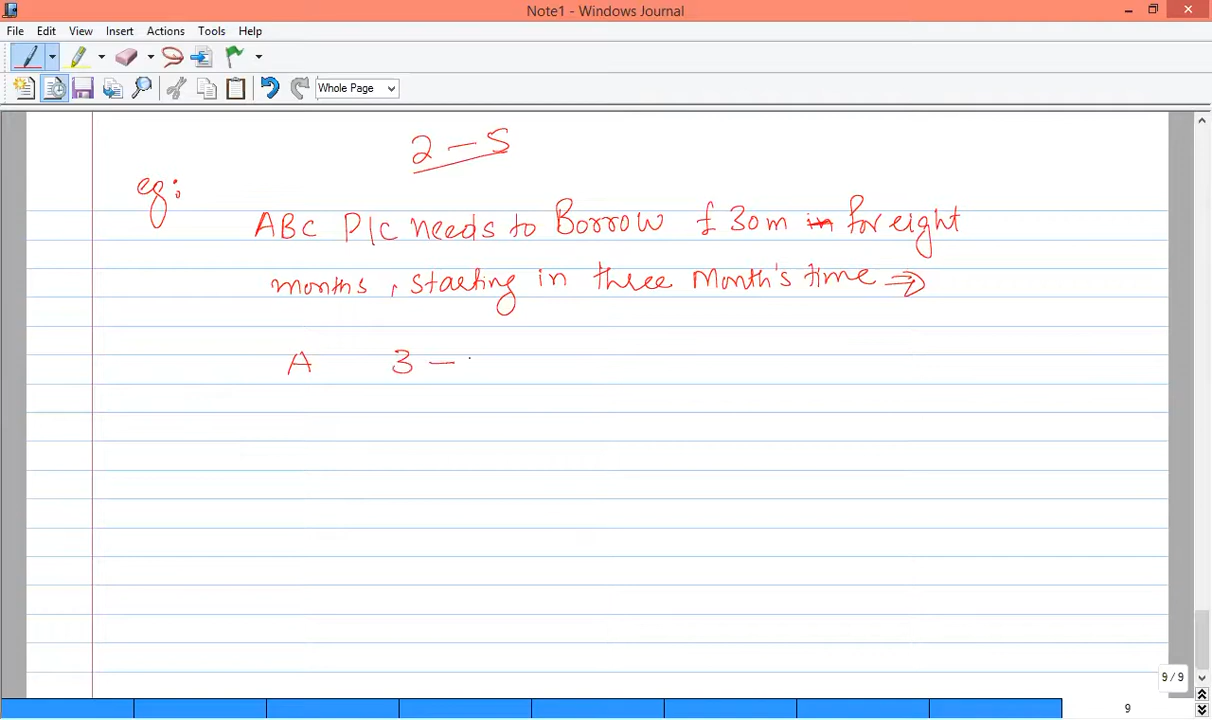 Note1 - Windows Journal
File Edit View Insert Actions Tools Help
Whole Page
2 - 5
eg:
ABC Plc needs to Borrow £30m in for eight
months, starting in three Month's time ⇒
A 3 -
9 / 9
9